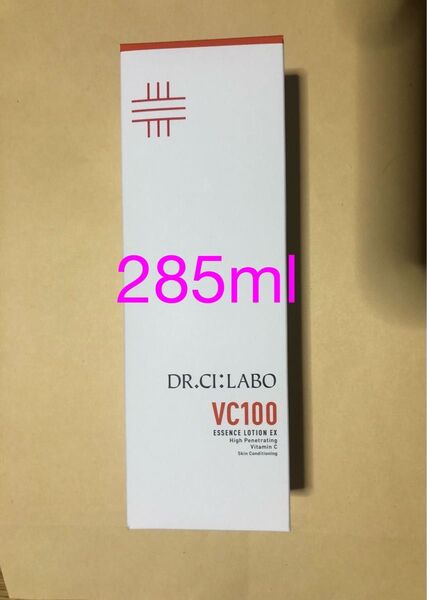 285ml
DR.CI:LABO
VC100
ESSENCE LOTION EX
High Penetrating
Vitamin C
Skin Conditioning